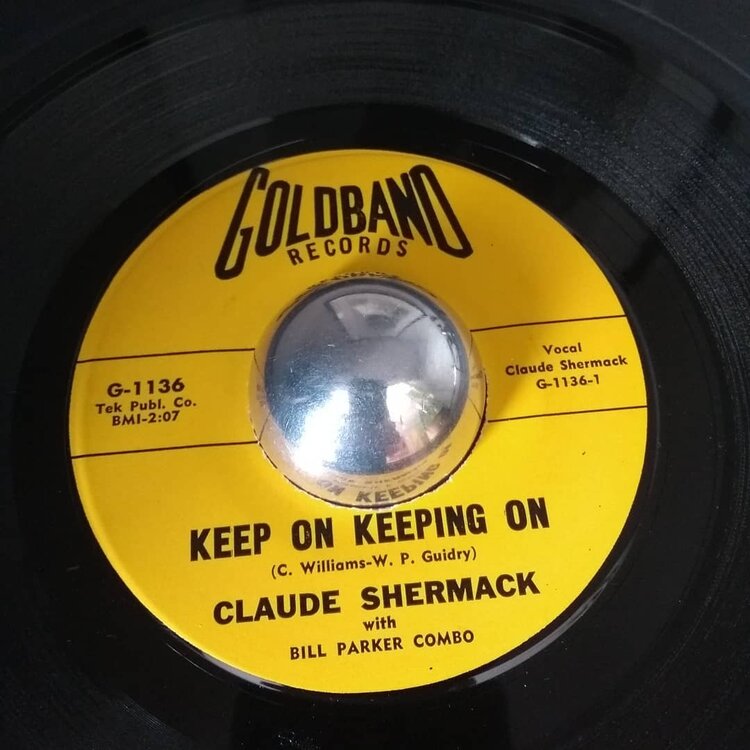 GOLDBAND
RECORDS
G-1136
Tek Publ. Co.
BMI-2:07
Vocal
Claude Shermack
G-1136-1
KEEP ON KEEPING ON
(C. Williams-W. P. Guidry)
CLAUDE SHERMACK
with
BILL PARKER COMBO